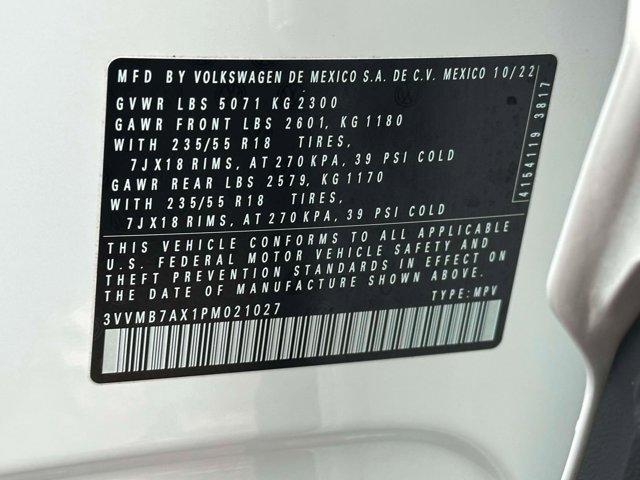 MFD BY VOLKSWAGEN DE MEXICO S.A. DE C.V. MEXICO 10/22
GVWR LBS 5071 KG 2300
GAWR FRONT LBS 2601, KG1180
WITH 235/55 R18 TIRES,
7JX18 RIMS, AT 270 KPA, 39 PSI COLD
GAWR REAR LBS 2579, KG1170
WITH 235/55 R18 TIRES,
7JX18 RIMS, AT 270 KPA, 39 PSI COLD
THIS VEHICLE CONFORMS TO ALL APPLICABLE
U.S. FEDERAL MOTOR VEHICLE SAFETY AND
THEFT PREVENTION STANDARDS IN EFFECT ON
THE DATE OF MANUFACTURE SHOWN ABOVE.
3VVMB7AX1PM021027 TYPE: MPV
4154119 3817